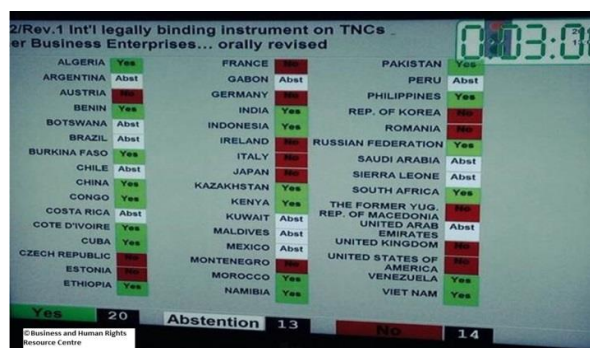 2/Rev.1 Int'l legally binding instrument on TNCs
er Business Enterprises... orally revised
03:0
ALGERIA Yes
ARGENTINA Abst
AUSTRIA No
BENIN Yes
BOTSWANA Abst
BRAZIL Abst
BURKINA FASO Yes
CHILE Abst
CHINA Yes
CONGO Yes
COSTA RICA Abst
COTE D'IVOIRE Yes
CUBA Yes
CZECH REPUBLIC No
ESTONIA No
ETHIOPIA Yes
FRANCE No
GABON Abst
GERMANY No
INDIA Yes
INDONESIA Yes
IRELAND No
ITALY No
JAPAN No
KAZAKHSTAN Yes
KENYA Yes
KUWAIT Abst
MALDIVES Abst
MEXICO Abst
MONTENEGRO No
MOROCCO Yes
NAMIBIA Yes
PAKISTAN Yes
PERU Abst
PHILIPPINES Yes
REP. OF KOREA No
ROMANIA No
RUSSIAN FEDERATION Yes
SAUDI ARABIA Abst
SIERRA LEONE Abst
SOUTH AFRICA Yes
THE FORMER YUG.
REP. OF MACEDONIA No
UNITED ARAB
EMIRATES Abst
UNITED KINGDOM No
UNITED STATES OF
AMERICA No
VENEZUELA Yes
VIET NAM Yes
Yes 20 Abstention 13 No 14
©Business and Human Rights
Resource Centre